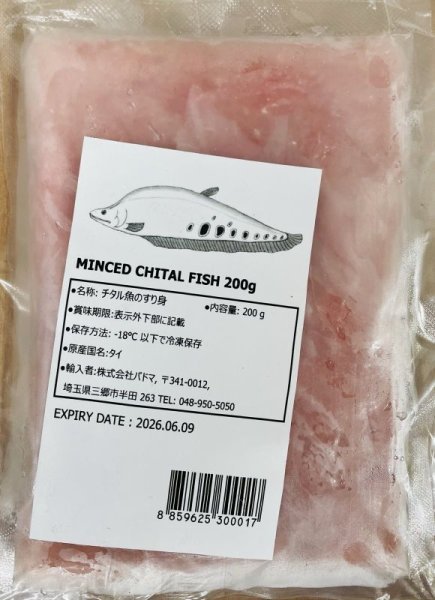 MINCED CHITAL FISH 200g
●名称: チタル魚のすり身 ●内容量: 200 g
●賞味期限:表示外下部に記載
●保存方法: -18℃ 以下で冷凍保存
●原産国名:タイ
●輸入者:株式会社パドマ, 〒341-0012,
埼玉県三郷市半田 263 TEL: 048-950-5050
EXPIRY DATE : 2026.06.09
8 859625 300017